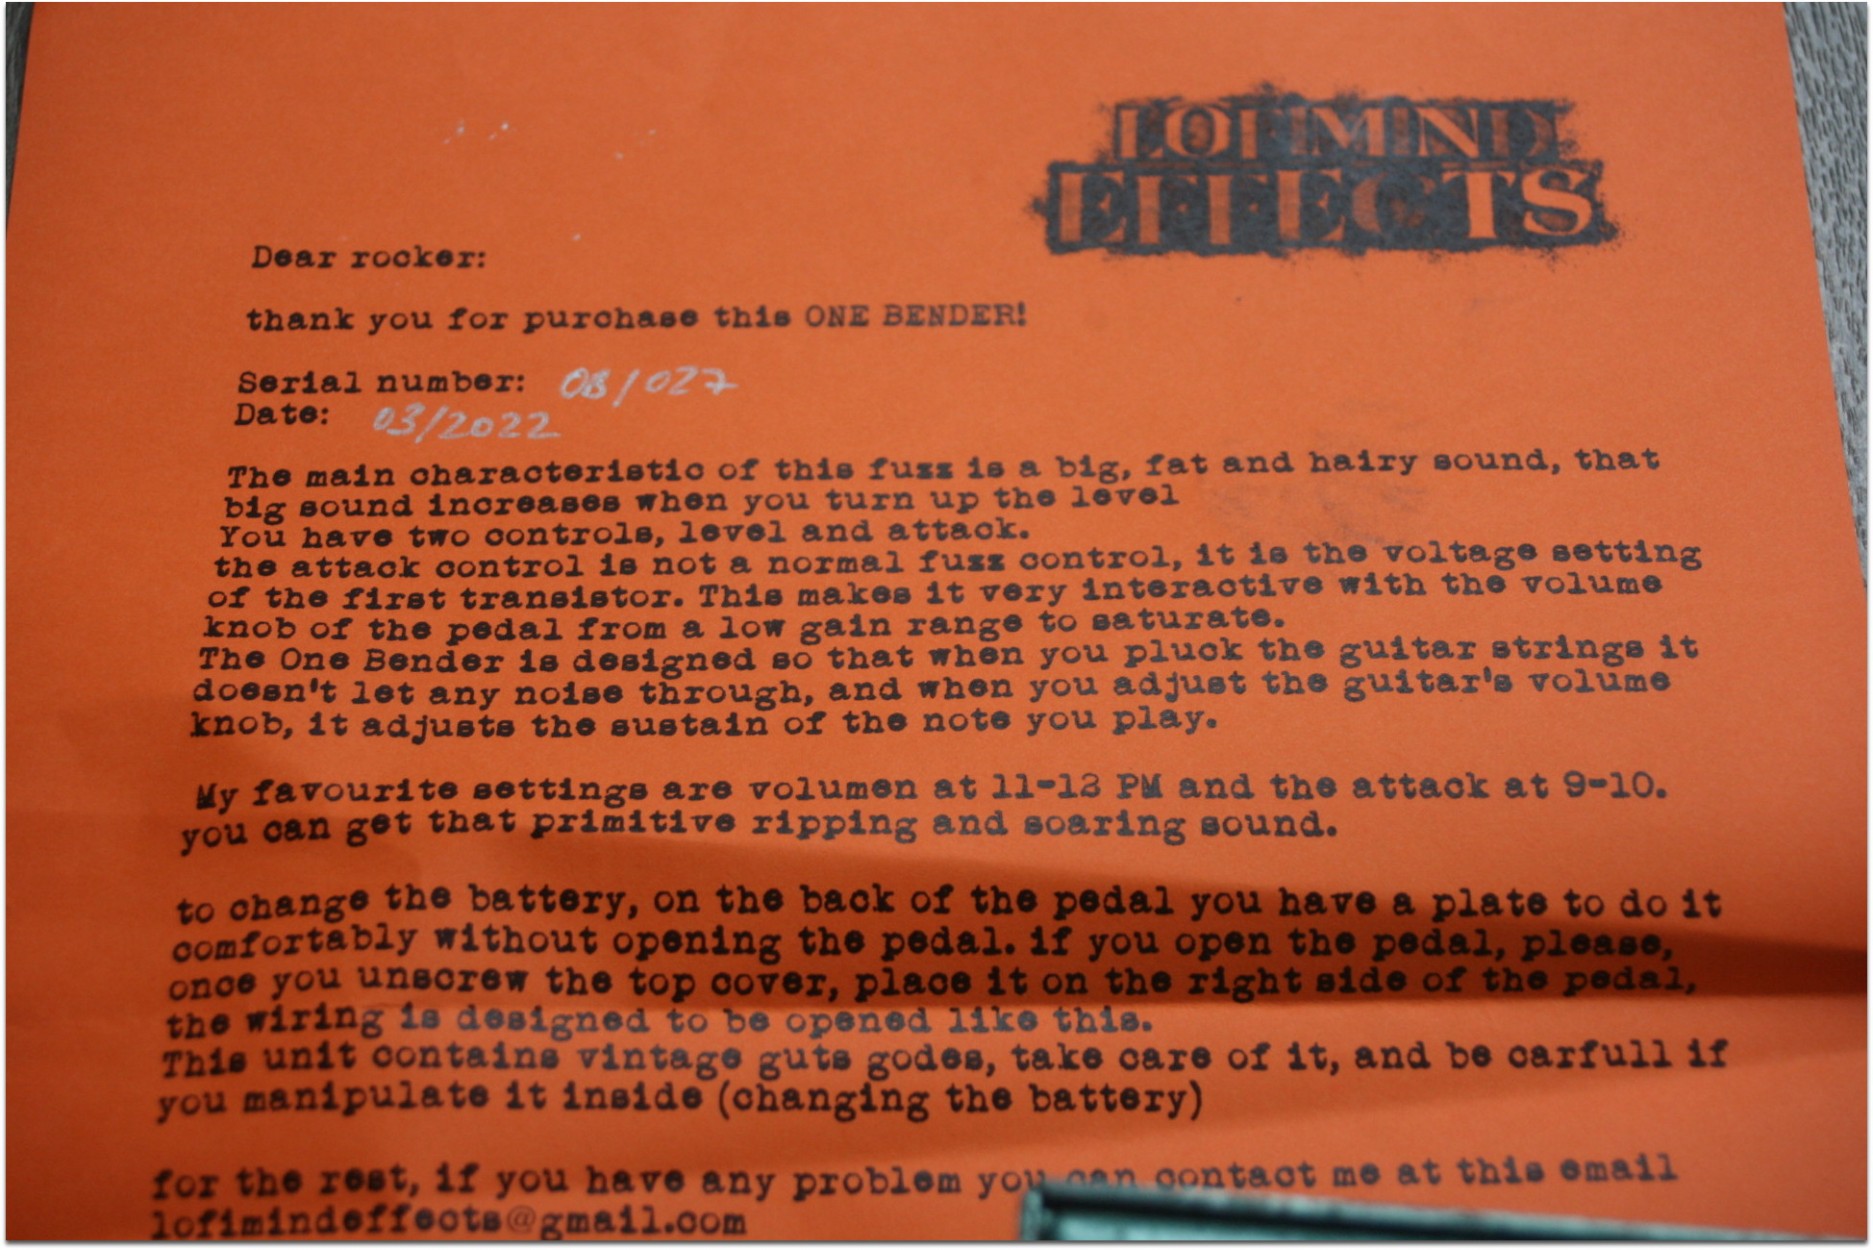 LOFI MIND
EFFECTS
Dear rocker:
thank you for purchase this ONE BENDER!
Serial number: OB/027
Date: 03/2022
The main characteristic of this fuzz is a big, fat and hairy sound, that
big sound increases when you turn up the level
You have two controls, level and attack.
the attack control is not a normal fuzz control, it is the voltage setting
of the first transistor. This makes it very interactive with the volume
knob of the pedal from a low gain range to saturate.
The One Bender is designed so that when you pluck the guitar strings it
doesn't let any noise through, and when you adjust the guitar's volume
knob, it adjusts the sustain of the note you play.
My favourite settings are volumen at 11-12 PM and the attack at 9-10.
you can get that primitive ripping and soaring sound.
to change the battery, on the back of the pedal you have a plate to do it
comfortably without opening the pedal. if you open the pedal, please,
once you unscrew the top cover, place it on the right side of the pedal,
the wiring is designed to be opened like this.
This unit contains vintage guts godes, take care of it, and be carfull if
you manipulate it inside (changing the battery)
for the rest, if you have any problem you can contact me at this email
lofimindeffects@gmail.com